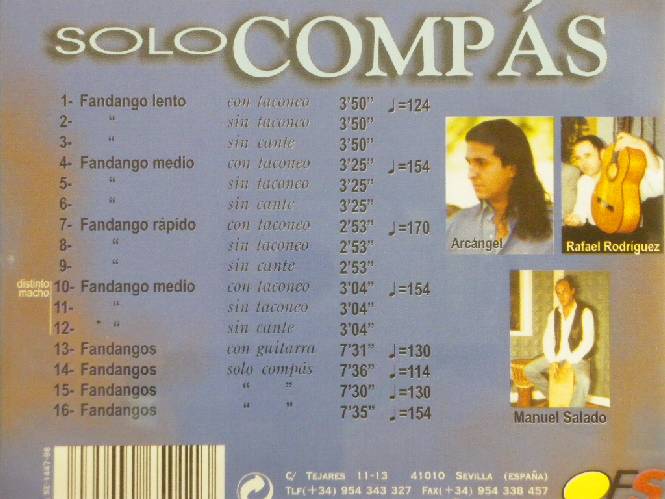 SOLO COMPÁS
1- Fandango lento con taconeo 3'50" ♩=124
2- " sin taconeo 3'50"
3- " sin cante 3'50"
4- Fandango medio con taconeo 3'25" ♩=154
5- " sin taconeo 3'25"
6- " sin cante 3'25"
7- Fandango rápido con taconeo 2'53" ♩=170
8- " sin taconeo 2'53"
9- " sin cante 2'53"
distinto macho
10- Fandango medio con taconeo 3'04" ♩=154
11- " sin taconeo 3'04"
12- " sin cante 3'04"
13- Fandangos con guitarra 7'31" ♩=130
14- Fandangos solo compás 7'36" ♩=114
15- Fandangos " " 7'30" ♩=130
16- Fandangos " " 7'35" ♩=154
Arcángel
Rafael Rodríguez
Manuel Salado
C/ Tejares 11-13 41010 Sevilla (España)
Tlf(+34) 954 343 327 Fax(+34) 954 338 457